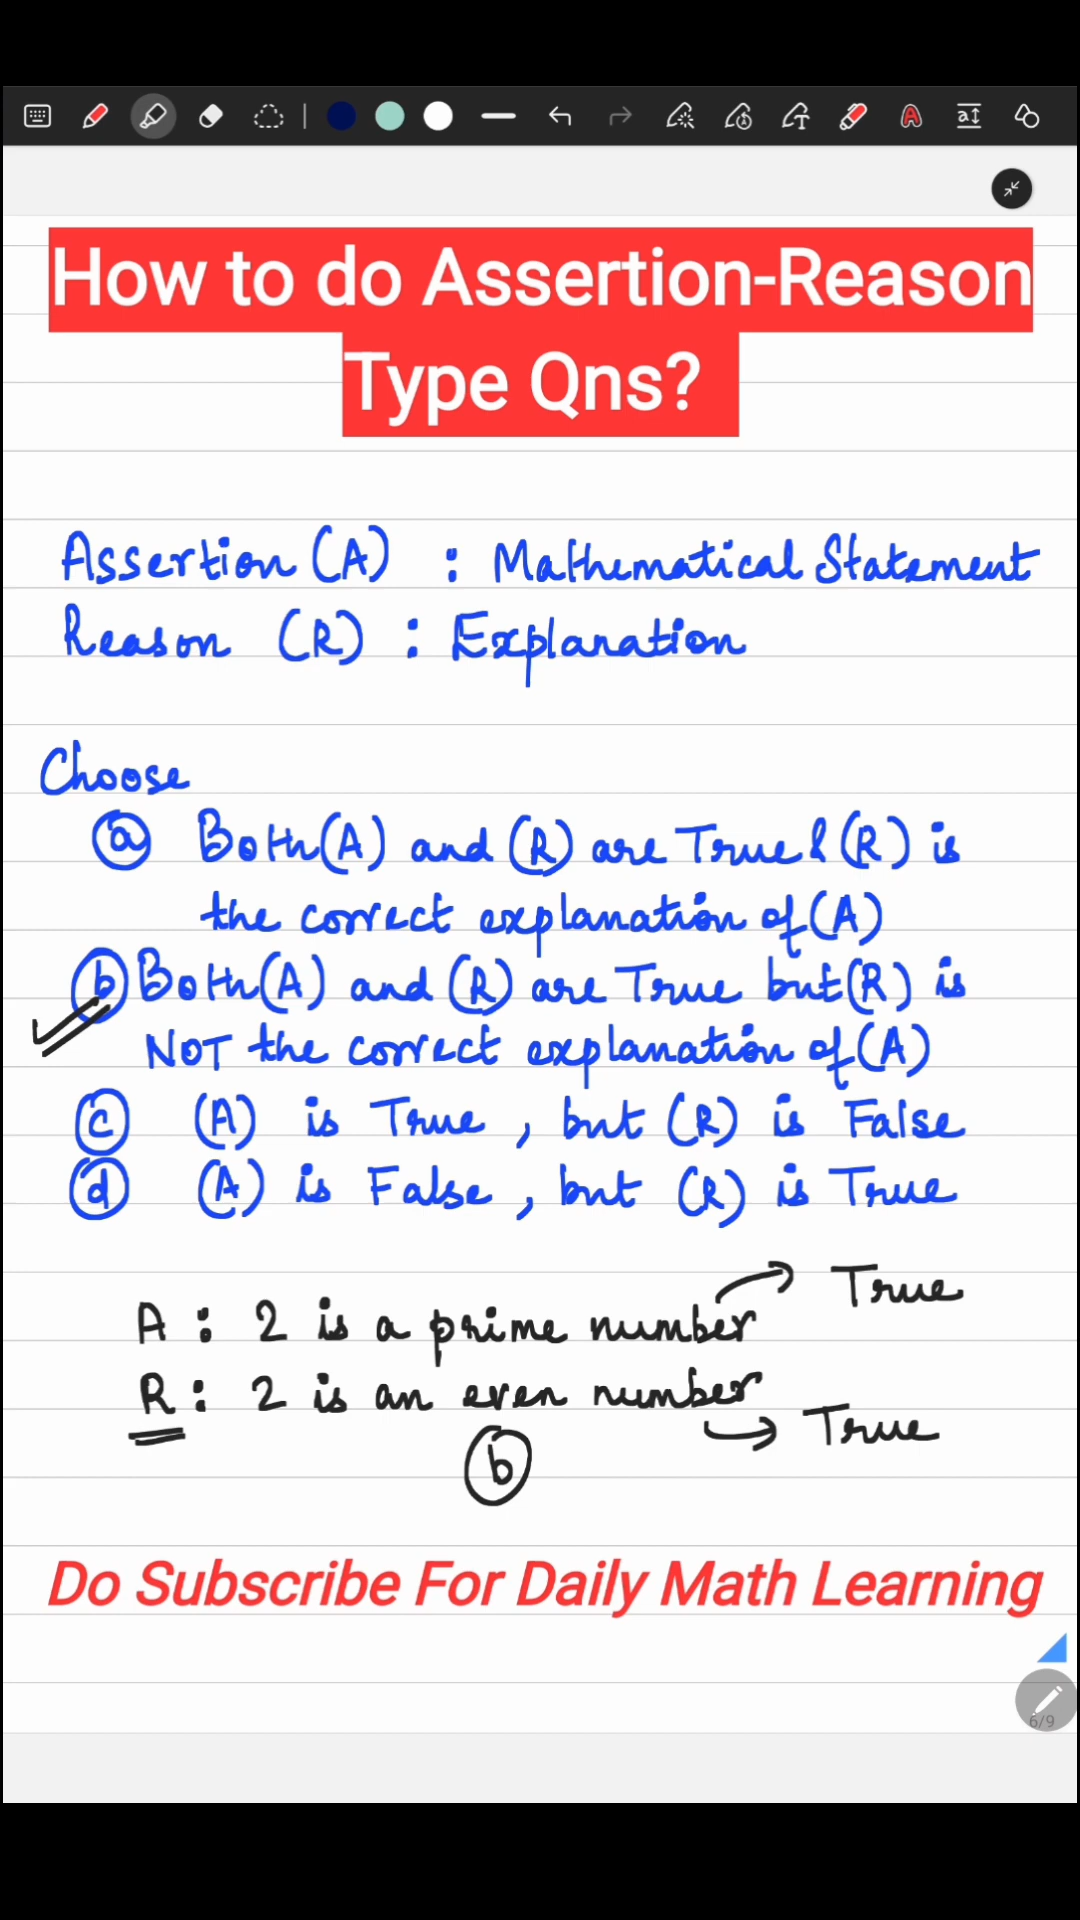 How to do Assertion-Reason
Type Qns?
Assertion (A) : Mathematical Statement
Reason (R) : Explanation
Choose
(a) Both (A) and (R) are True & (R) is
the correct explanation of (A)
(b) Both (A) and (R) are True but (R) is
NOT the correct explanation of (A)
(c) (A) is True, but (R) is False
(d) (A) is False, but (R) is True
A : 2 is a prime number → True
R : 2 is an even number → True
(b)
Do Subscribe For Daily Math Learning
6/9